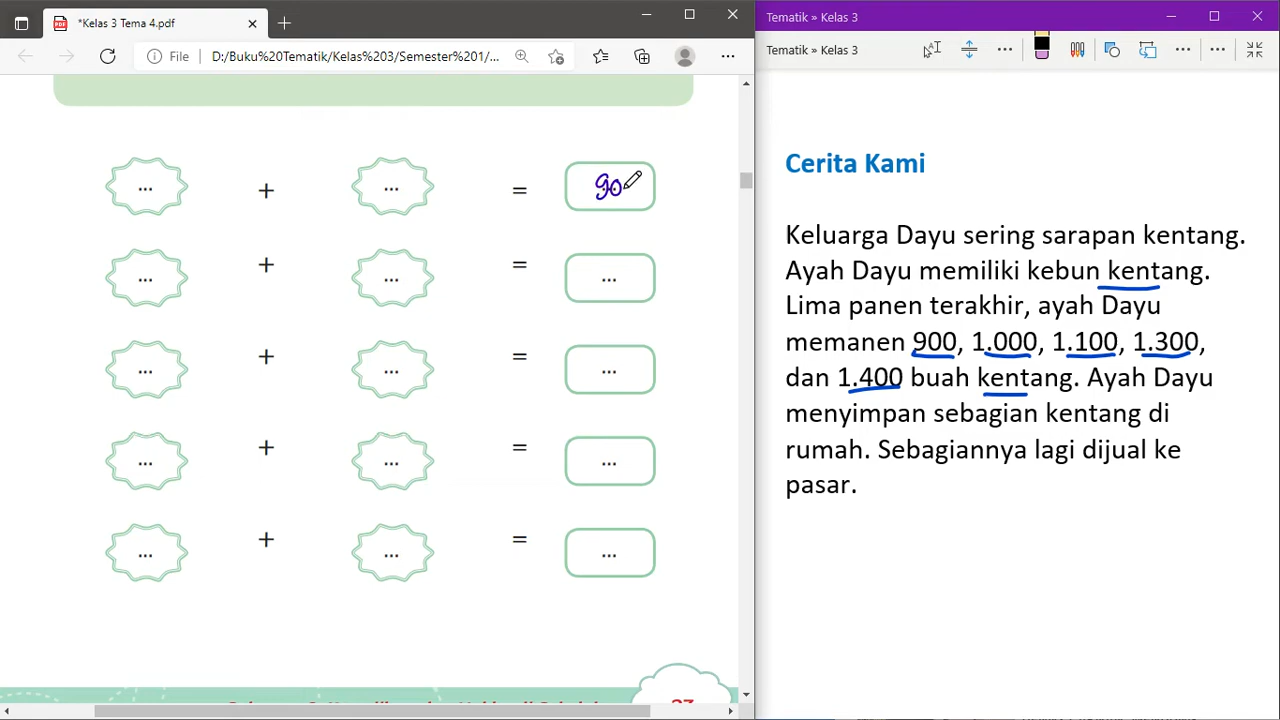 *Kelas 3 Tema 4.pdf
File
D:/Buku%20Tematik/Kelas%203/Semester%201/...
... + ... = 90
... + ... = ...
... + ... = ...
... + ... = ...
... + ... = ...
Tematik » Kelas 3
Tematik » Kelas 3
Cerita Kami
Keluarga Dayu sering sarapan kentang.
Ayah Dayu memiliki kebun kentang.
Lima panen terakhir, ayah Dayu
memanen 900, 1.000, 1.100, 1.300,
dan 1.400 buah kentang. Ayah Dayu
menyimpan sebagian kentang di
rumah. Sebagiannya lagi dijual ke
pasar.